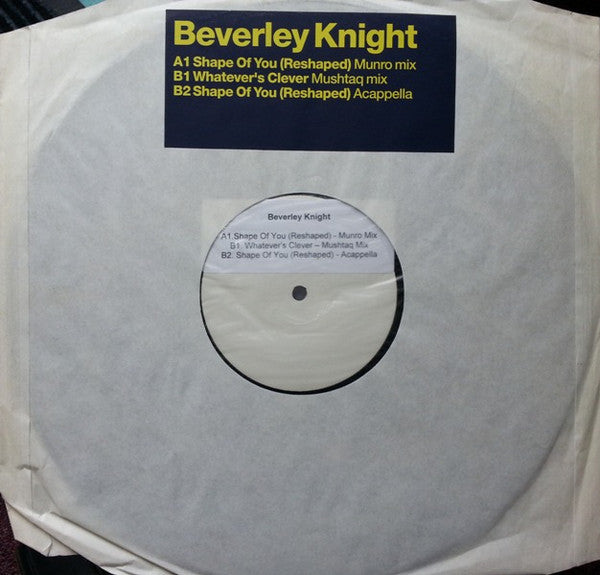 Beverley Knight
A1 Shape Of You (Reshaped) Munro mix
B1 Whatever's Clever Mushtaq mix
B2 Shape Of You (Reshaped) Acappella
Beverley Knight
A1.Shape Of You (Reshaped) - Munro Mix
B1. Whatever's Clever – Mushtaq Mix
B2. Shape Of You (Reshaped) - Acappella